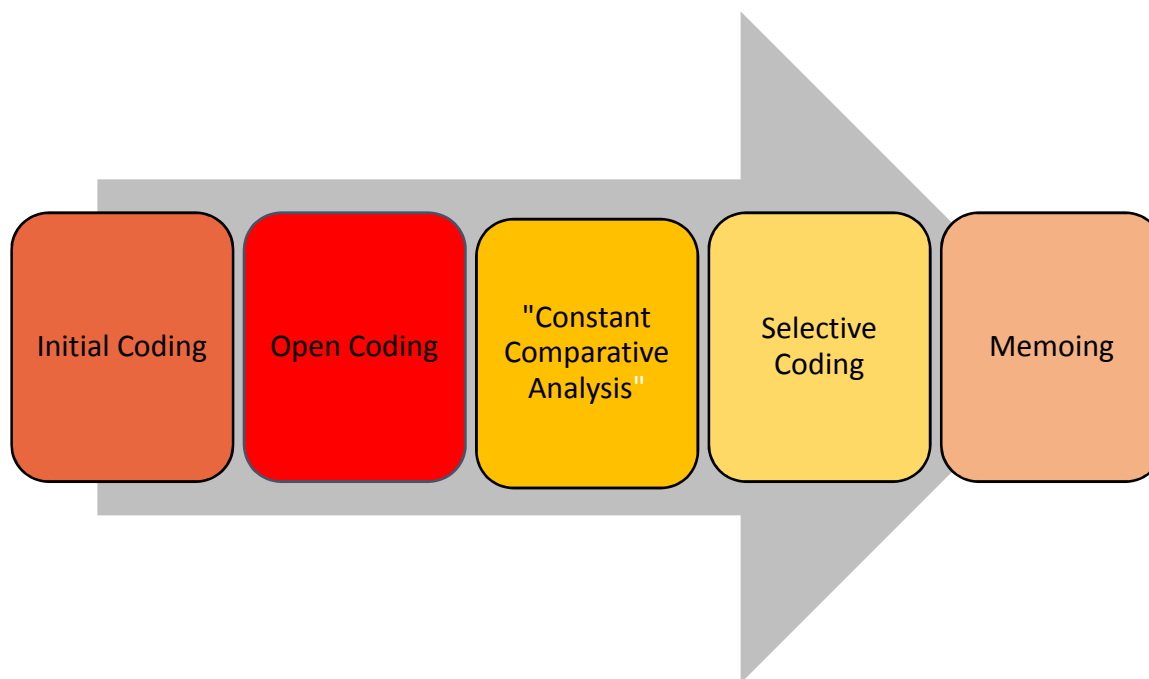 Initial Coding
Open Coding
"Constant
Comparative
Analysis"
Selective
Coding
Memoing